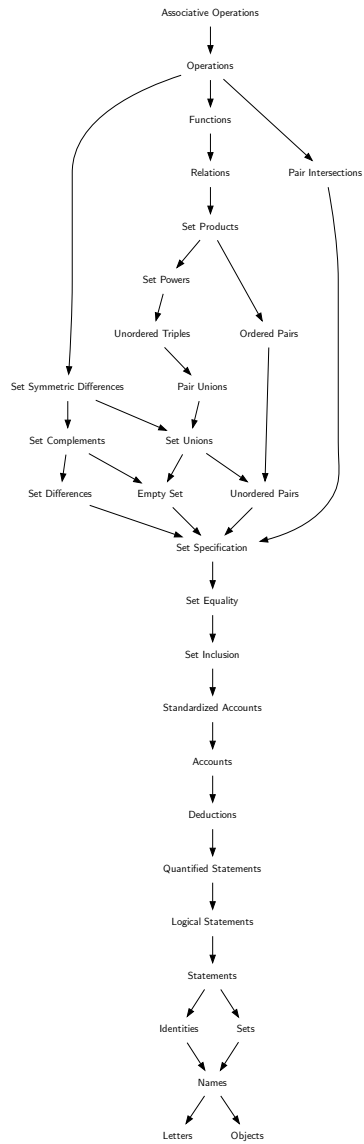 Associative Operations
Operations
Functions
Relations
Pair Intersections
Set Products
Set Powers
Unordered Triples
Ordered Pairs
Set Symmetric Differences
Pair Unions
Set Complements
Set Unions
Set Differences
Empty Set
Unordered Pairs
Set Specification
Set Equality
Set Inclusion
Standardized Accounts
Accounts
Deductions
Quantified Statements
Logical Statements
Statements
Identities
Sets
Names
Letters
Objects